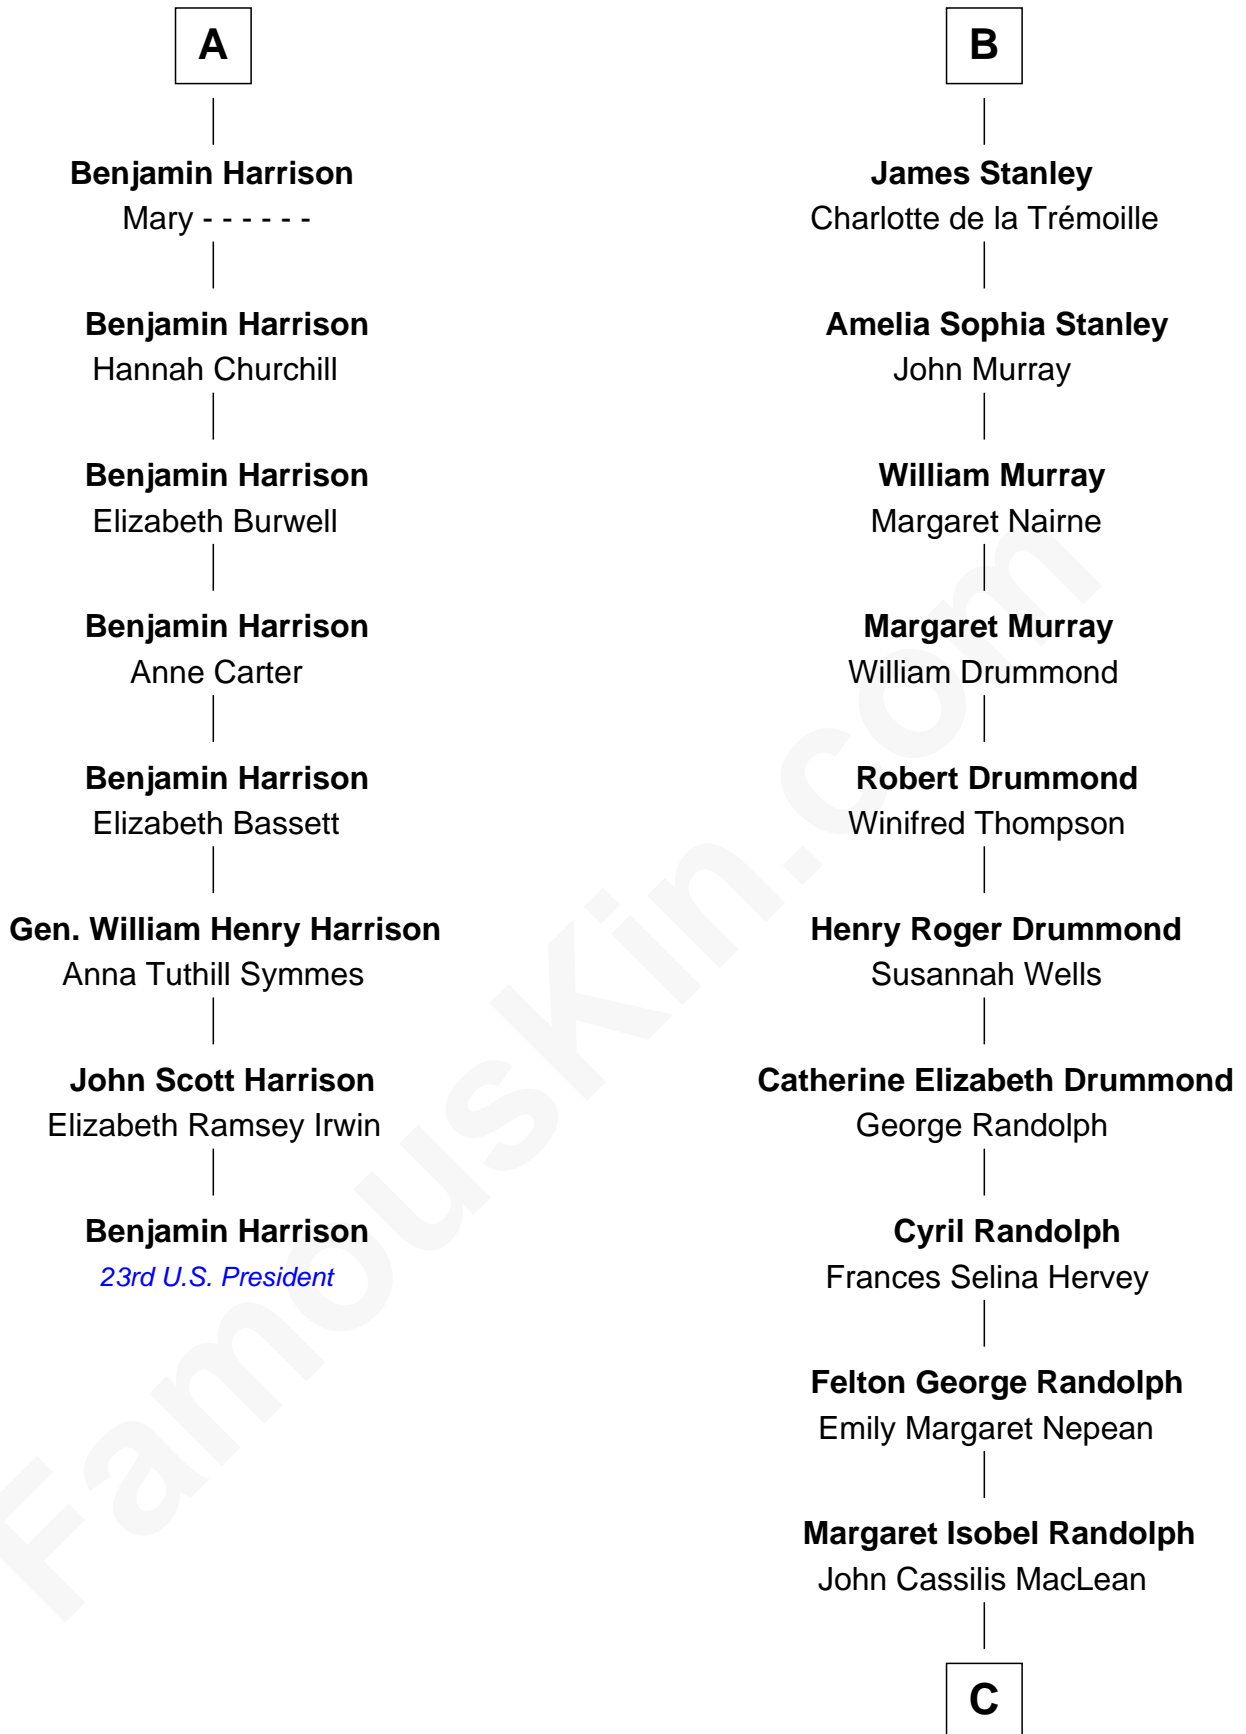 A
Benjamin Harrison
Mary - - - - - -
Benjamin Harrison
Hannah Churchill
Benjamin Harrison
Elizabeth Burwell
Benjamin Harrison
Anne Carter
Benjamin Harrison
Elizabeth Bassett
Gen. William Henry Harrison
Anna Tuthill Symmes
John Scott Harrison
Elizabeth Ramsey Irwin
Benjamin Harrison
23rd U.S. President
B
James Stanley
Charlotte de la Trémoille
Amelia Sophia Stanley
John Murray
William Murray
Margaret Nairne
Margaret Murray
William Drummond
Robert Drummond
Winifred Thompson
Henry Roger Drummond
Susannah Wells
Catherine Elizabeth Drummond
George Randolph
Cyril Randolph
Frances Selina Hervey
Felton George Randolph
Emily Margaret Nepean
Margaret Isobel Randolph
John Cassilis MacLean
C
FamousKin.com